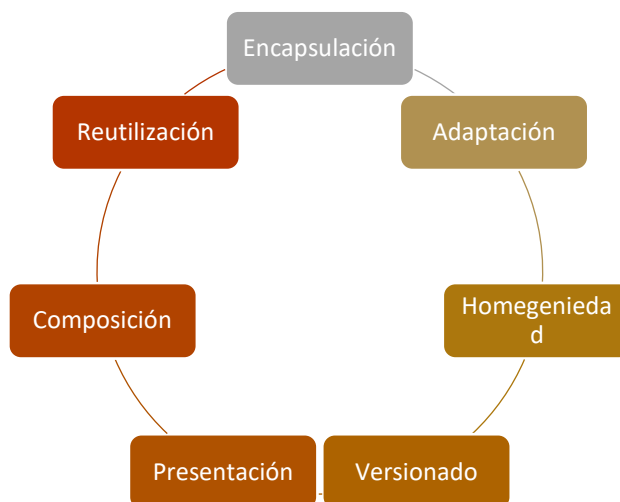 Encapsulación
Adaptación
Homegenieda
d
Versionado
Presentación
Composición
Reutilización